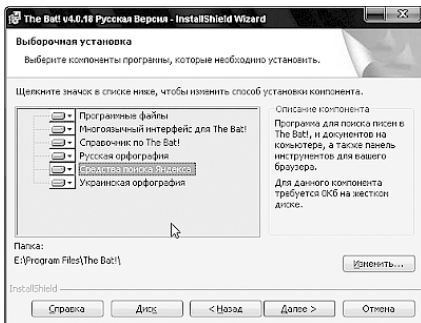 The Bat! v4.0.18 Русская Версия - InstallShield Wizard
Выборочная установка
Выберите компоненты программы, которые необходимо установить.
Щелкните значок в списке ниже, чтобы изменить способ установки компонента.
Программные файлы
Многоязычный интерфейс для The Bat!
Справочник по The Bat!
Русская орфография
Средства поиска Яндекса
Украинская орфография
Описание компонента
Программа для поиска писем в
The Bat!, и документов на
компьютере, а также панель
инструментов для вашего
браузера.
Для данного компонента
требуется 0Кб на жестком
диске.
Папка:
E:\Program Files\The Bat!\
Изменить...
InstallShield
Справка
Диск
< Назад
Далее >
Отмена